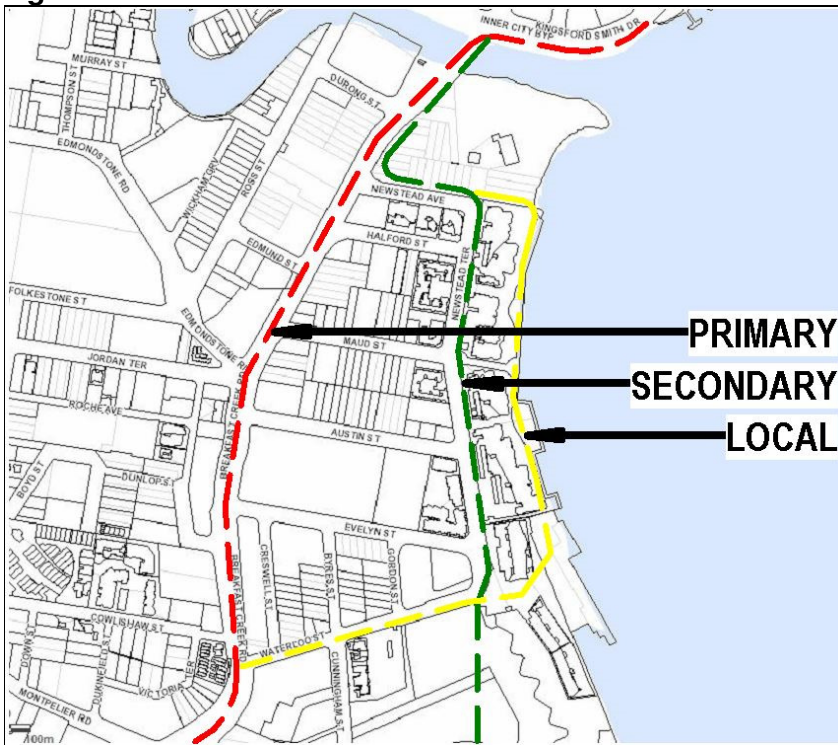 INNER CITY BYP
KINGSFORD SMITH DR
MURRAY ST
THOMPSON ST
DURONG ST
EDMONDSTONE RD
WICKHAM GRV
ROSS ST
NEWSTEAD AVE
HALFORD ST
EDMUND ST
NEWSTEAD TER
FOLKESTONE ST
EDMONDSTONE RD
MAUD ST
PRIMARY
JORDAN TER
SECONDARY
ROCHE AVE
BREAKFAST CREEK RD
AUSTIN ST
LOCAL
BOYD ST
DUNLOP ST
EVELYN ST
CRESWELL ST
BYRES ST
GORDON ST
BREAKFAST CREEK RD
COWLISHAW ST
WATERLOO ST
DOWN ST
DUKINFIELD ST
VICTORIA TER
CUNNINGHAM ST
MONTPELIER RD
100m